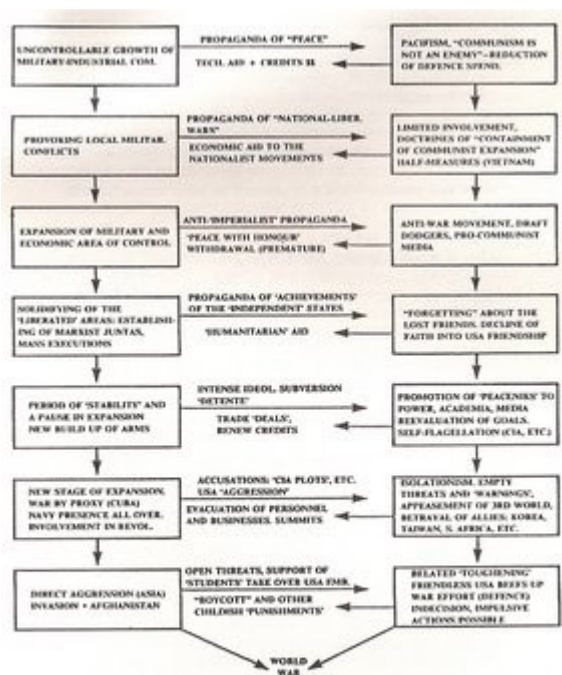 UNCONTROLLABLE GROWTH OF
MILITARY-INDUSTRIAL COM.
PROPAGANDA OF "PEACE"
TECH. AID + CREDITS $$
PACIFISM, "COMMUNISM IS
NOT AN ENEMY"–REDUCTION
OF DEFENCE SPEND.
PROVOKING LOCAL MILITAR.
CONFLICTS
PROPAGANDA OF "NATIONAL-LIBER.
WARS"
ECONOMIC AID TO THE
NATIONALIST MOVEMENTS
LIMITED INVOLVEMENT,
DOCTRINES OF "CONTAINMENT
OF COMMUNIST EXPANSION"
HALF-MEASURES (VIETNAM)
EXPANSION OF MILITARY AND
ECONOMIC AREA OF CONTROL
ANTI-'IMPERIALIST' PROPAGANDA
'PEACE WITH HONOUR'
WITHDRAWAL (PREMATURE)
ANTI-WAR MOVEMENT, DRAFT
DODGERS, PRO-COMMUNIST
MEDIA
SOLIDIFYING OF THE
'LIBERATED' AREAS: ESTABLISH-
ING OF MARXIST JUNTAS,
MASS EXECUTIONS
PROPAGANDA OF 'ACHIEVEMENTS'
OF THE 'INDEPENDENT' STATES
'HUMANITARIAN' AID
"FORGETTING" ABOUT THE
LOST FRIENDS. DECLINE OF
FAITH INTO USA FRIENDSHIP
PERIOD OF 'STABILITY' AND
A PAUSE IN EXPANSION
NEW BUILD UP OF ARMS
INTENSE IDEOL. SUBVERSION
'DETENTE'
TRADE 'DEALS',
RENEW CREDITS
PROMOTION OF 'PEACENIKS' TO
POWER, ACADEMIA, MEDIA
REEVALUATION OF GOALS.
SELF-FLAGELLATION (CIA, ETC.)
NEW STAGE OF EXPANSION,
WAR BY PROXY (CUBA)
NAVY PRESENCE ALL OVER.
INVOLVEMENT IN REVOL.
ACCUSATIONS: 'CIA PLOTS', ETC.
USA 'AGGRESSION'
EVACUATION OF PERSONNEL
AND BUSINESSES. SUMMITS
ISOLATIONISM. EMPTY
THREATS AND 'WARNINGS',
APPEASEMENT OF 3RD WORLD,
BETRAYAL OF ALLIES: KOREA,
TAIWAN, S. AFRICA, ETC.
DIRECT AGGRESSION (ASIA)
INVASION • AFGHANISTAN
OPEN THREATS, SUPPORT OF
'STUDENTS' TAKE OVER USA EMB.
"BOYCOTT" AND OTHER
CHILDISH 'PUNISHMENTS'
BELATED 'TOUGHENING'
FRIENDLESS USA BEEFS UP
WAR EFFORT (DEFENCE)
INDECISION, IMPULSIVE
ACTIONS POSSIBLE
WORLD
WAR